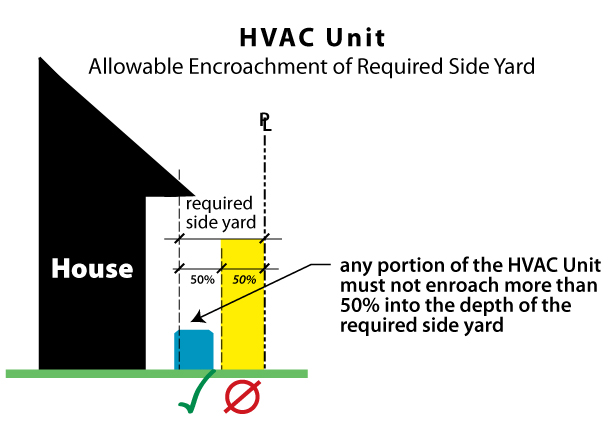 HVAC Unit
Allowable Encroachment of Required Side Yard
PL
required
side yard
House
50% 50%
any portion of the HVAC Unit
must not enroach more than
50% into the depth of the
required side yard